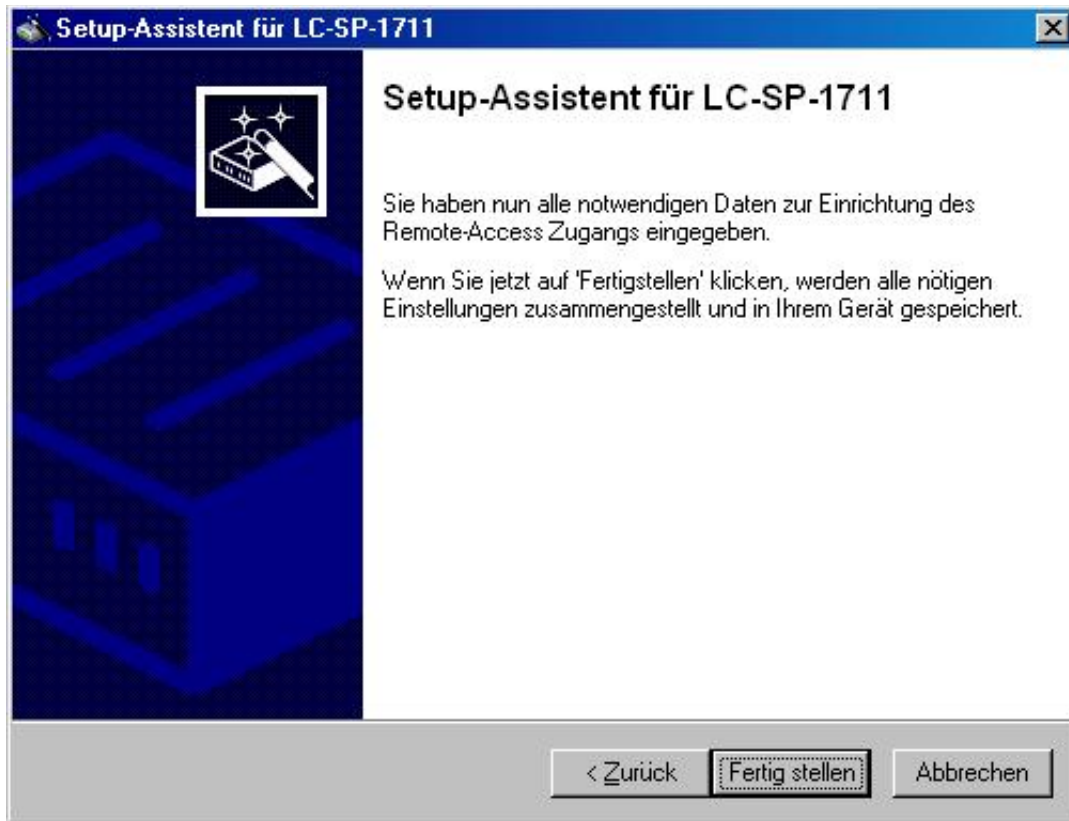 Setup-Assistent für LC-SP-1711
Setup-Assistent für LC-SP-1711
Sie haben nun alle notwendigen Daten zur Einrichtung des
Remote-Access Zugangs eingegeben.
Wenn Sie jetzt auf 'Fertigstellen' klicken, werden alle nötigen
Einstellungen zusammengestellt und in Ihrem Gerät gespeichert.
< Zurück Fertig stellen Abbrechen